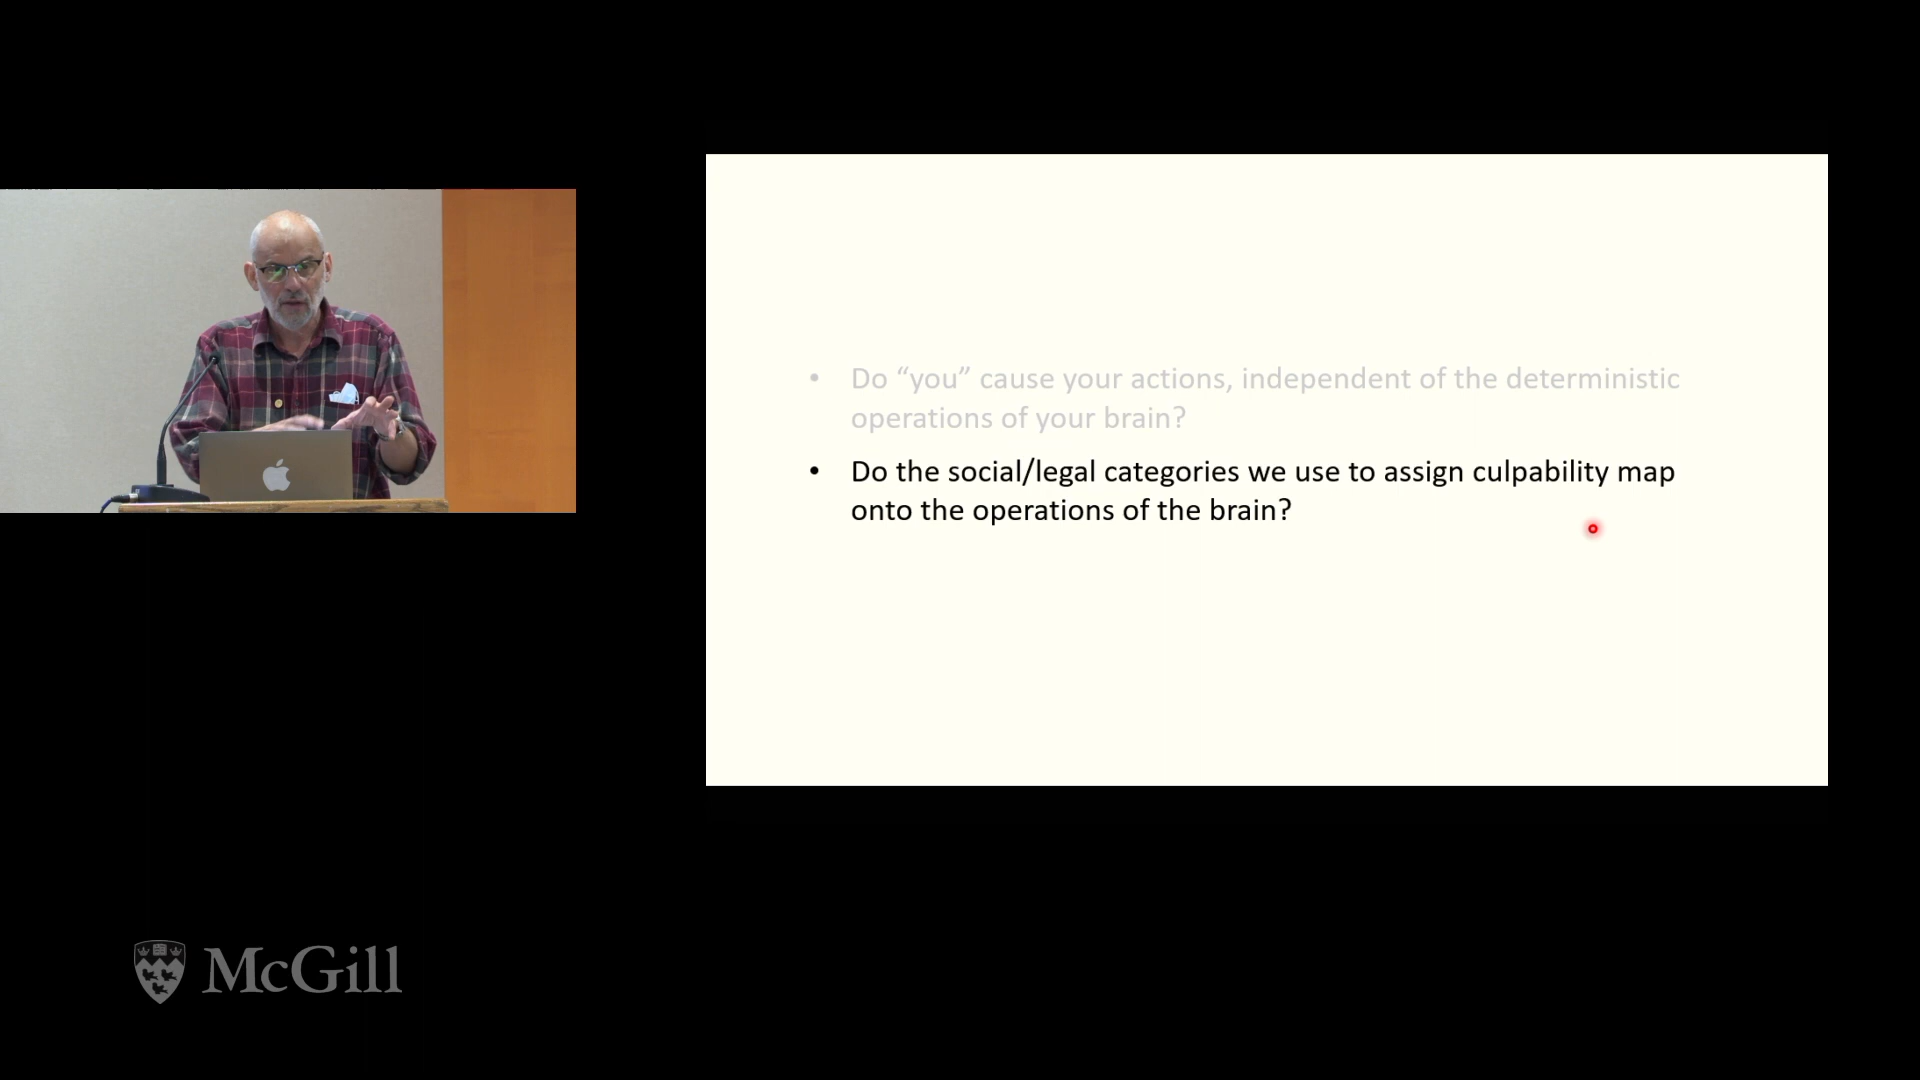 • Do “you” cause your actions, independent of the deterministic
operations of your brain?
• Do the social/legal categories we use to assign culpability map
onto the operations of the brain?
McGill